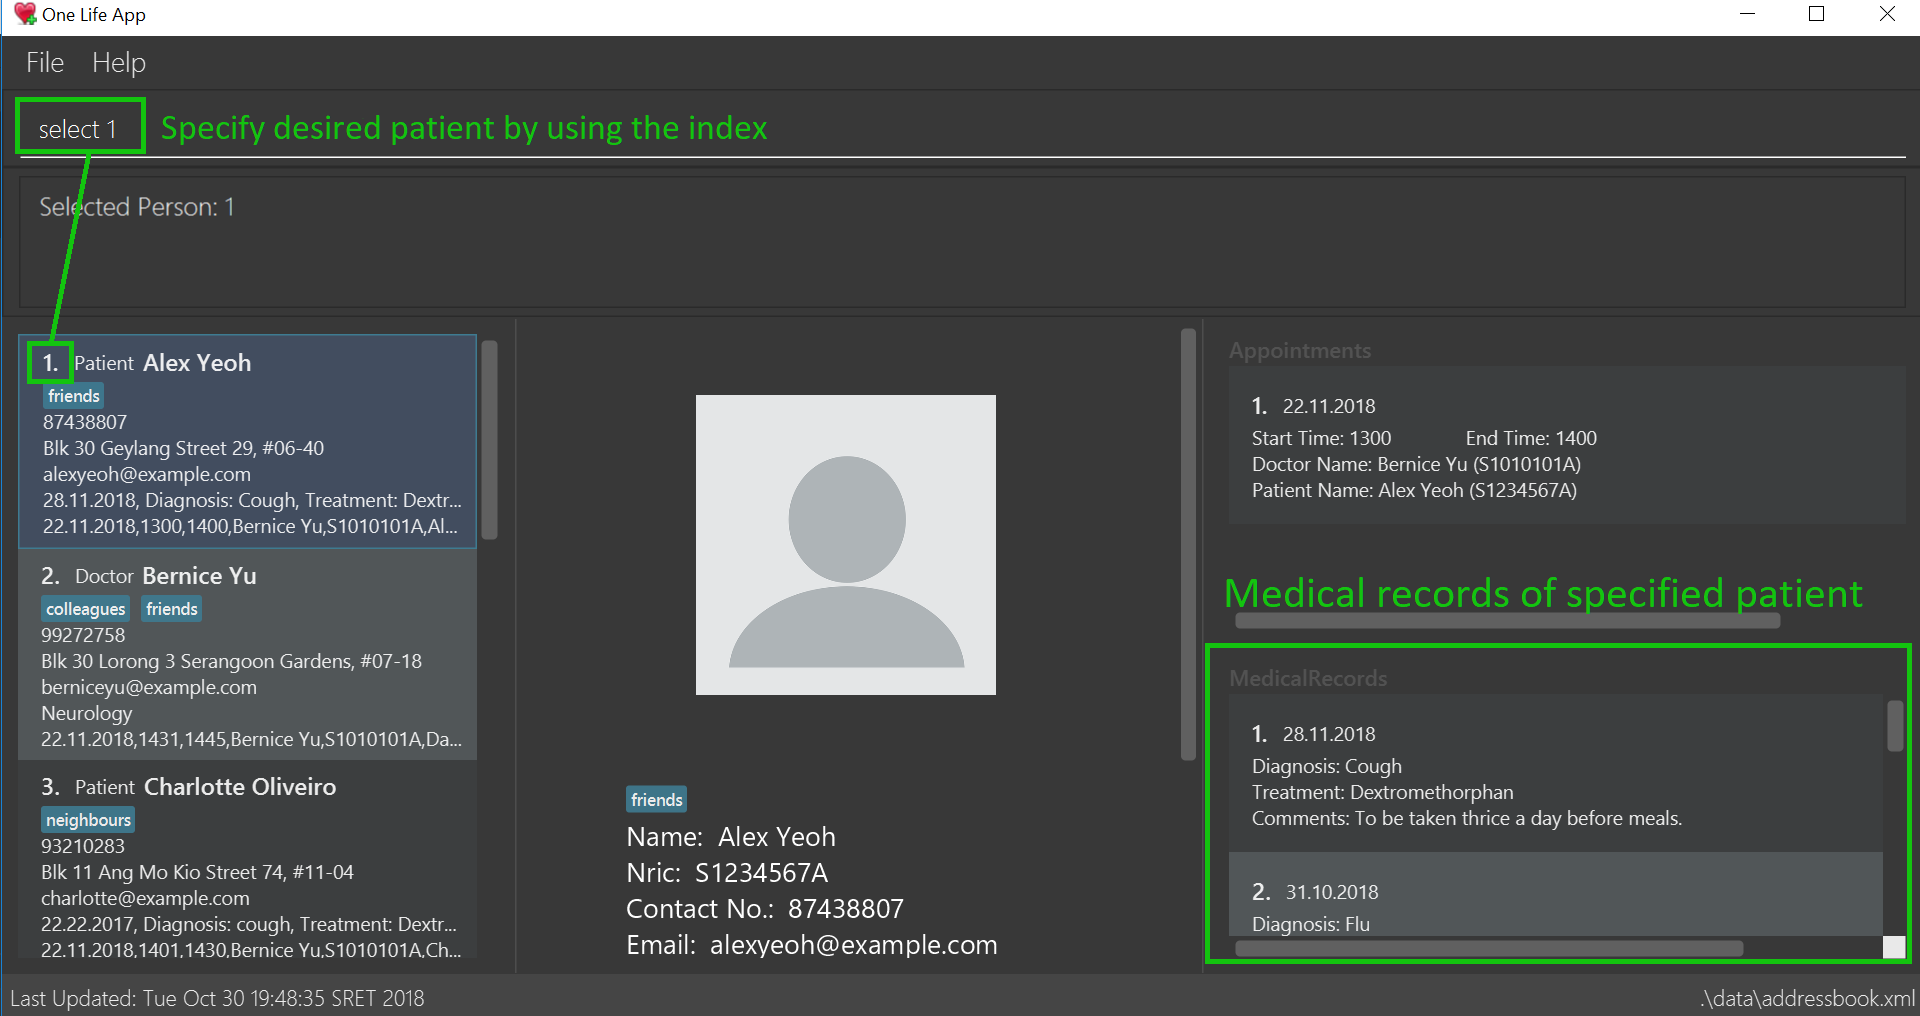 One Life App
File Help
select 1
Specify desired patient by using the index
Selected Person: 1
1. Patient Alex Yeoh
friends
87438807
Blk 30 Geylang Street 29, #06-40
alexyeoh@example.com
28.11.2018, Diagnosis: Cough, Treatment: Dextr...
22.11.2018,1300,1400,Bernice Yu,S1010101A,Al...
2. Doctor Bernice Yu
colleagues friends
99272758
Blk 30 Lorong 3 Serangoon Gardens, #07-18
berniceyu@example.com
Neurology
22.11.2018,1431,1445,Bernice Yu,S1010101A,Da...
3. Patient Charlotte Oliveiro
neighbours
93210283
Blk 11 Ang Mo Kio Street 74, #11-04
charlotte@example.com
22.22.2017, Diagnosis: cough, Treatment: Dextr...
22.11.2018,1401,1430,Bernice Yu,S1010101A,Ch...
friends
Name: Alex Yeoh
Nric: S1234567A
Contact No.: 87438807
Email: alexyeoh@example.com
Appointments
1. 22.11.2018
Start Time: 1300 End Time: 1400
Doctor Name: Bernice Yu (S1010101A)
Patient Name: Alex Yeoh (S1234567A)
Medical records of specified patient
MedicalRecords
1. 28.11.2018
Diagnosis: Cough
Treatment: Dextromethorphan
Comments: To be taken thrice a day before meals.
2. 31.10.2018
Diagnosis: Flu
Last Updated: Tue Oct 30 19:48:35 SRET 2018
.\data\addressbook.xml